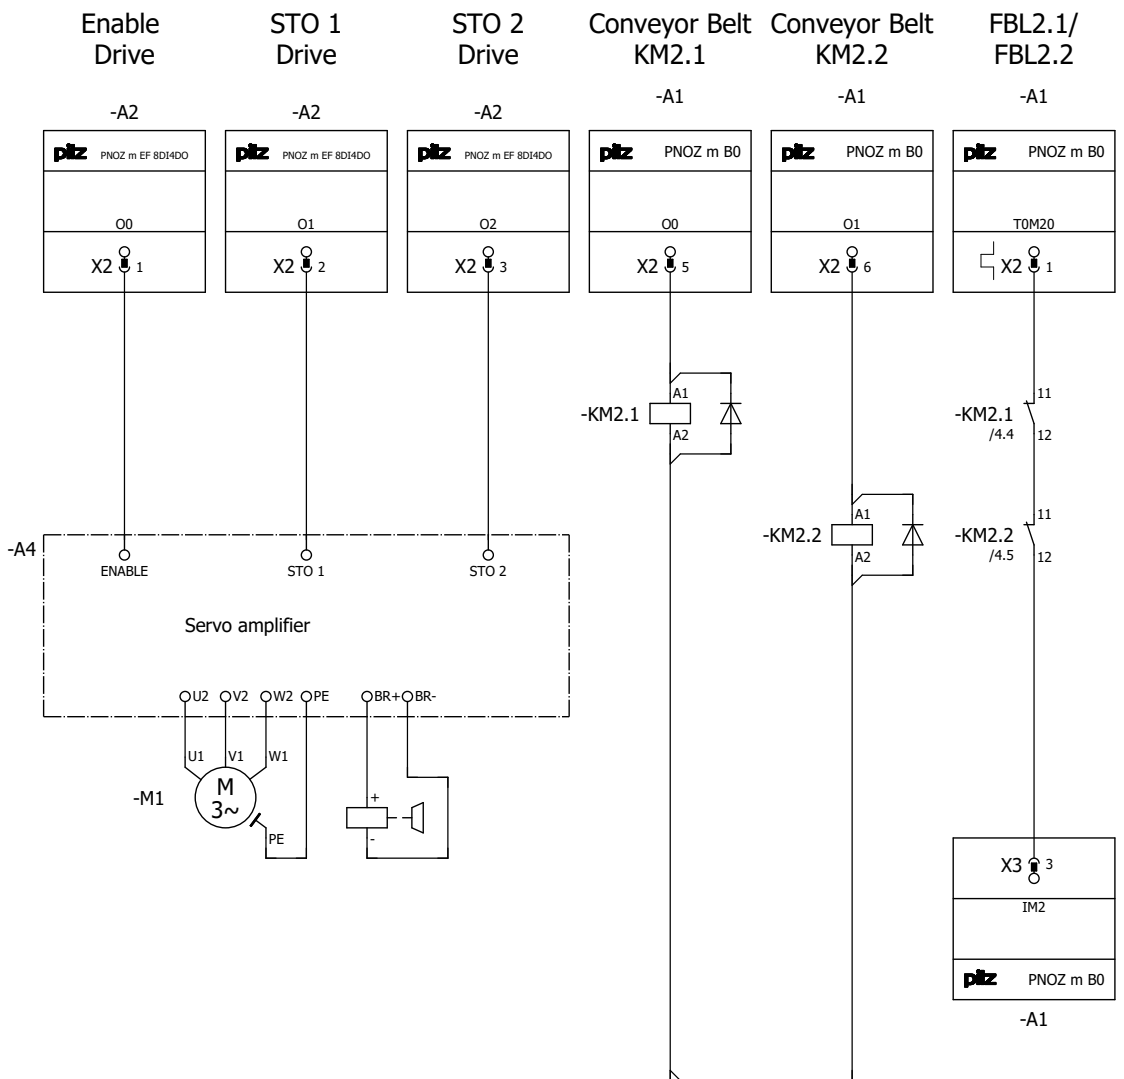 Enable
Drive
STO 1
Drive
STO 2
Drive
Conveyor Belt
KM2.1
Conveyor Belt
KM2.2
FBL2.1/
FBL2.2
-A2
-A2
-A2
-A1
-A1
-A1
pilz PNOZ m EF 8DI4DO
pilz PNOZ m EF 8DI4DO
pilz PNOZ m EF 8DI4DO
pilz PNOZ m B0
pilz PNOZ m B0
pilz PNOZ m B0
O0
O1
O2
O0
O1
T0M20
X2 1
X2 2
X2 3
X2 5
X2 6
X2 1
-KM2.1
A1
A2
-KM2.1
/4.4
11
12
-KM2.2
A1
A2
-KM2.2
/4.5
11
12
-A4
ENABLE
STO 1
STO 2
Servo amplifier
U2 V2 W2 PE BR+ BR-
U1 V1 W1
-M1
M
3~
PE
+
-
X3 3
IM2
pilz PNOZ m B0
-A1